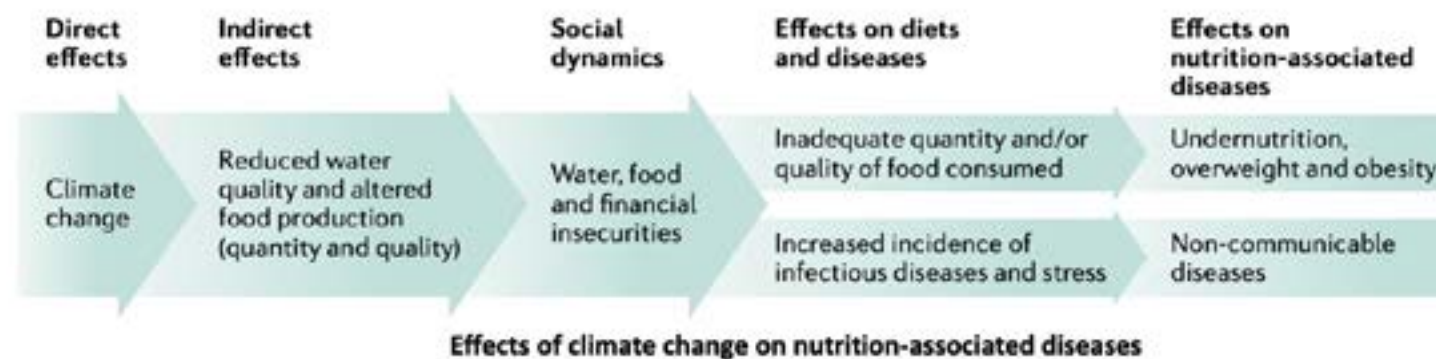 Direct
effects
Indirect
effects
Social
dynamics
Effects on diets
and diseases
Effects on
nutrition-associated
diseases
Climate
change
Reduced water
quality and altered
food production
(quantity and quality)
Water, food
and financial
insecurities
Inadequate quantity and/or
quality of food consumed
Undernutrition,
overweight and obesity
Increased incidence of
infectious diseases and stress
Non-communicable
diseases
Effects of climate change on nutrition-associated diseases